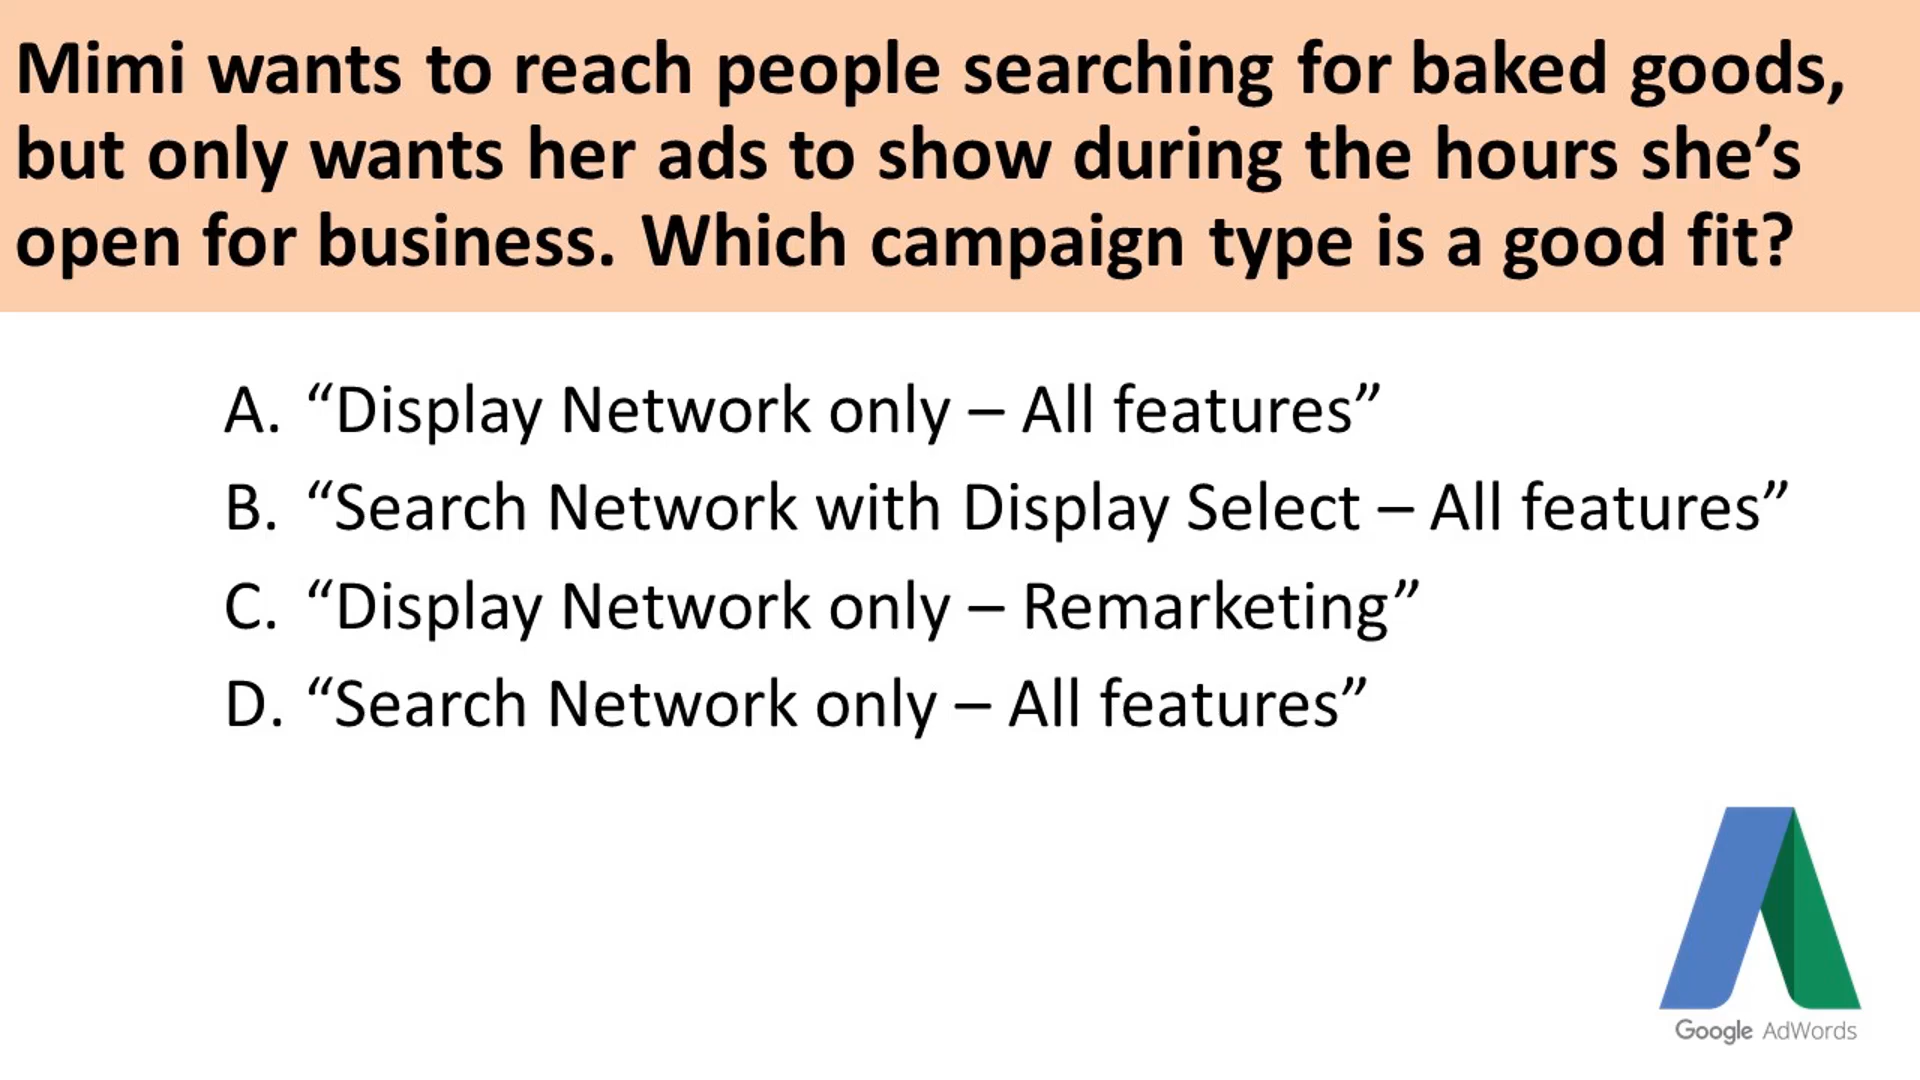 Mimi wants to reach people searching for baked goods,
but only wants her ads to show during the hours she’s
open for business. Which campaign type is a good fit?
A. “Display Network only – All features”
B. “Search Network with Display Select – All features”
C. “Display Network only – Remarketing”
D. “Search Network only – All features”
Google AdWords